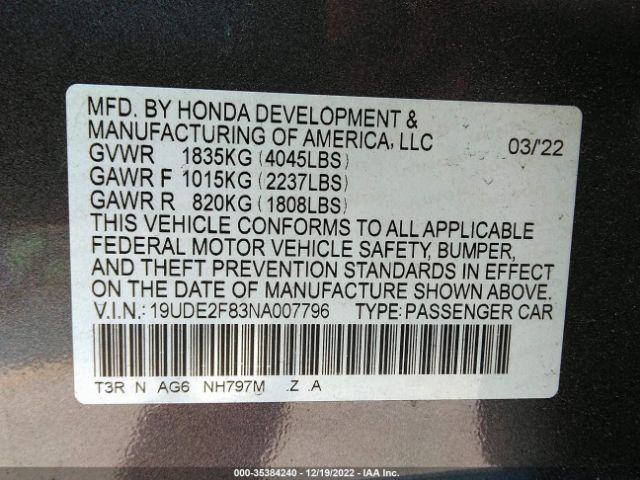 MFD. BY HONDA DEVELOPMENT &
MANUFACTURING OF AMERICA, LLC 03/'22
GVWR 1835KG (4045LBS)
GAWR F 1015KG (2237LBS)
GAWR R 820KG (1808LBS)
THIS VEHICLE CONFORMS TO ALL APPLICABLE
FEDERAL MOTOR VEHICLE SAFETY, BUMPER,
AND THEFT PREVENTION STANDARDS IN EFFECT
ON THE DATE OF MANUFACTURE SHOWN ABOVE.
V.I.N.: 19UDE2F83NA007796 TYPE: PASSENGER CAR
T3R N AG6 NH797M .Z .A
000-35384240 - 12/19/2022 - IAA Inc.